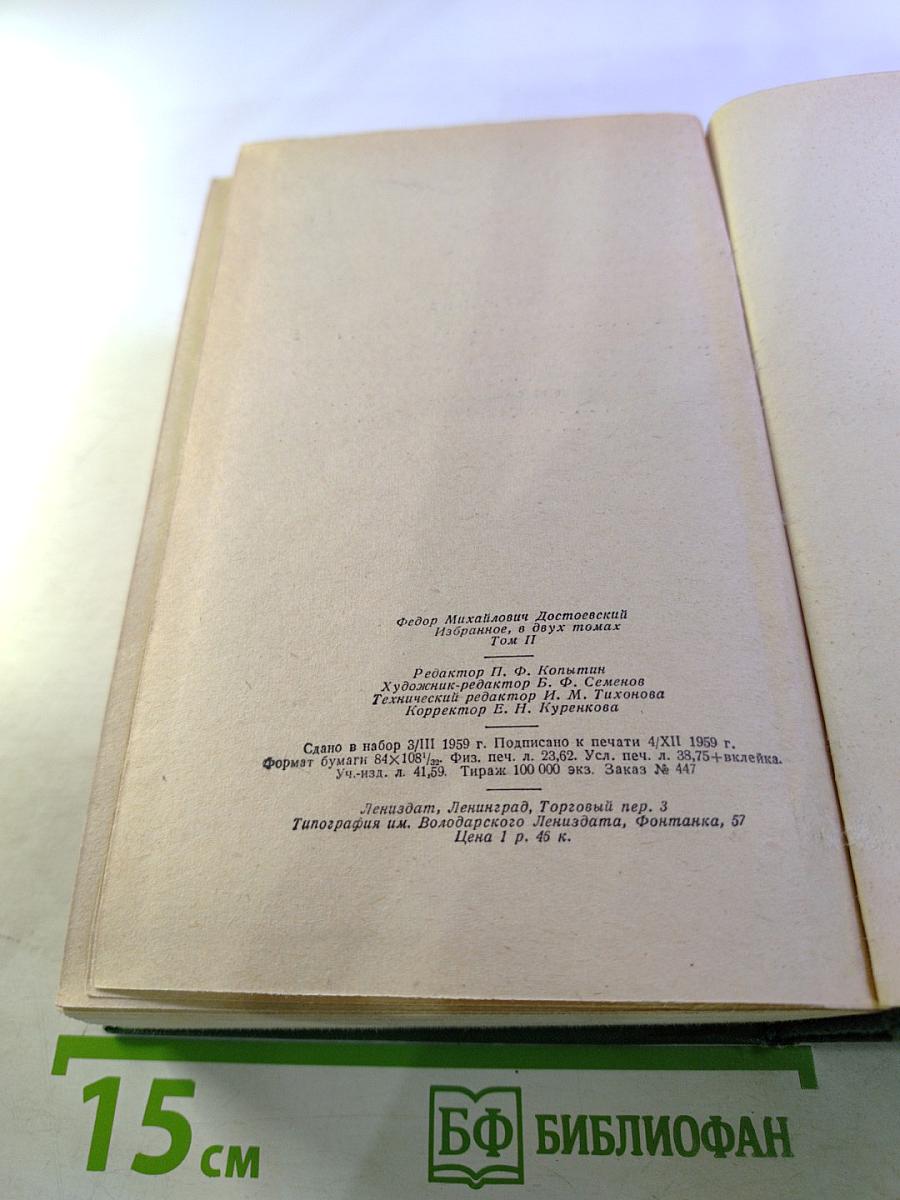 Федор Михайлович Достоевский
Избранное, в двух томах
Том II
Редактор П. Ф. Копытин
Художник-редактор Б. Ф. Семенов
Технический редактор И. М. Тихонова
Корректор Е. Н. Куренкова
Сдано в набор 3/III 1959 г. Подписано к печати 4/XII 1959 г.
Формат бумаги 84×108¹/₃₂. Физ. печ. л. 23,62. Усл. печ. л. 38,75+вклейка.
Уч.-изд. л. 41,59. Тираж 100 000 экз. Заказ № 447
Лениздат, Ленинград, Торговый пер. 3
Типография им. Володарского Лениздата, Фонтанка, 57
Цена 1 р. 46 к.
15 см
БФ БИБЛИОФАН